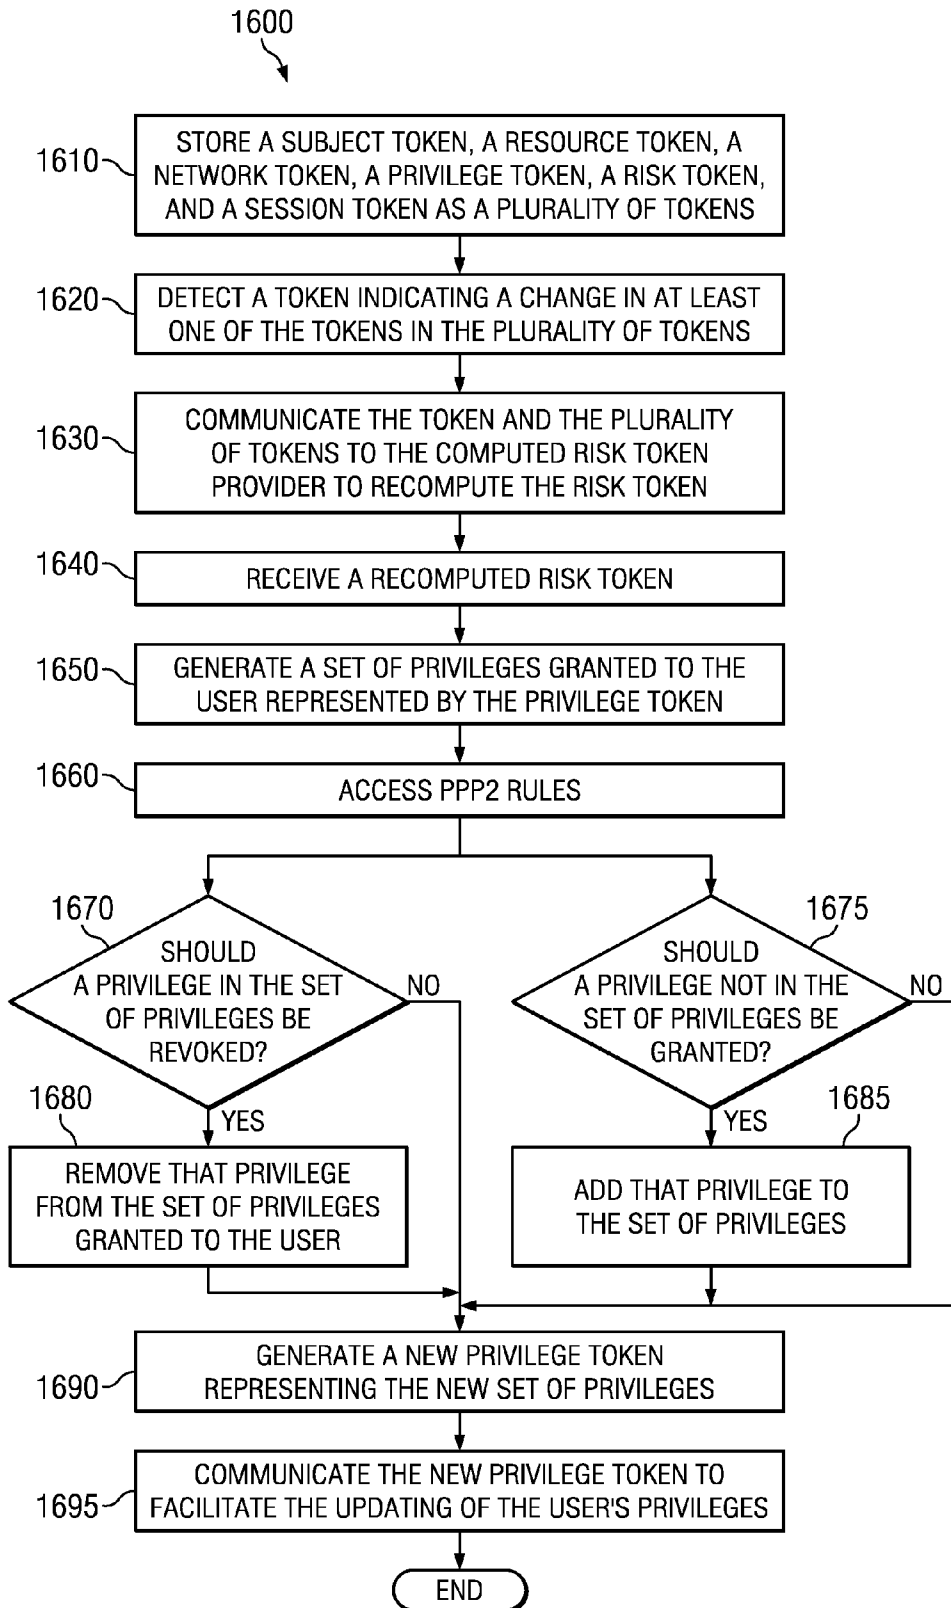 1600
1610
STORE A SUBJECT TOKEN, A RESOURCE TOKEN, A
NETWORK TOKEN, A PRIVILEGE TOKEN, A RISK TOKEN,
AND A SESSION TOKEN AS A PLURALITY OF TOKENS
1620
DETECT A TOKEN INDICATING A CHANGE IN AT LEAST
ONE OF THE TOKENS IN THE PLURALITY OF TOKENS
1630
COMMUNICATE THE TOKEN AND THE PLURALITY
OF TOKENS TO THE COMPUTED RISK TOKEN
PROVIDER TO RECOMPUTE THE RISK TOKEN
1640
RECEIVE A RECOMPUTED RISK TOKEN
1650
GENERATE A SET OF PRIVILEGES GRANTED TO THE
USER REPRESENTED BY THE PRIVILEGE TOKEN
1660
ACCESS PPP2 RULES
1670
SHOULD
A PRIVILEGE IN THE SET
OF PRIVILEGES BE
REVOKED?
NO
YES
1675
SHOULD
A PRIVILEGE NOT IN THE
SET OF PRIVILEGES BE
GRANTED?
NO
YES
1680
REMOVE THAT PRIVILEGE
FROM THE SET OF PRIVILEGES
GRANTED TO THE USER
1685
ADD THAT PRIVILEGE TO
THE SET OF PRIVILEGES
1690
GENERATE A NEW PRIVILEGE TOKEN
REPRESENTING THE NEW SET OF PRIVILEGES
1695
COMMUNICATE THE NEW PRIVILEGE TOKEN TO
FACILITATE THE UPDATING OF THE USER'S PRIVILEGES
END